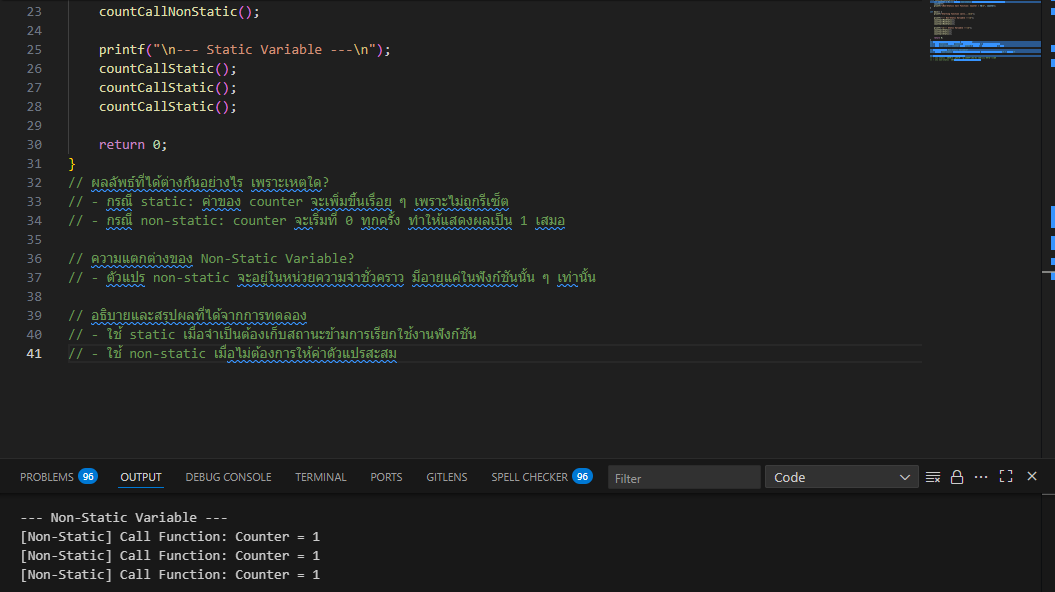 23 countCallNonStatic();
24
25 printf("\n--- Static Variable ---\n");
26 countCallStatic();
27 countCallStatic();
28 countCallStatic();
29
30 return 0;
31 }
32 // ผลลัพธ์ที่ได้ต่างกันอย่างไร เพราะเหตุใด?
33 // - กรณี static: ค่าของ counter จะเพิ่มขึ้นเรื่อย ๆ เพราะไม่ถูกรีเซ็ต
34 // - กรณี non-static: counter จะเริ่มที่ 0 ทุกครั้ง ทำให้แสดงผลเป็น 1 เสมอ
35
36 // ความแตกต่างของ Non-Static Variable?
37 // - ตัวแปร non-static จะอยู่ในหน่วยความจำชั่วคราว มีอายุแค่ในฟังก์ชันนั้น ๆ เท่านั้น
38
39 // อธิบายและสรุปผลที่ได้จากการทดลอง
40 // - ใช้ static เมื่อจำเป็นต้องเก็บสถานะข้ามการเรียกใช้งานฟังก์ชัน
41 // - ใช้ non-static เมื่อไม่ต้องการให้ค่าตัวแปรสะสม
PROBLEMS 96 OUTPUT DEBUG CONSOLE TERMINAL PORTS GITLENS SPELL CHECKER 96 Filter Code
--- Non-Static Variable ---
[Non-Static] Call Function: Counter = 1
[Non-Static] Call Function: Counter = 1
[Non-Static] Call Function: Counter = 1